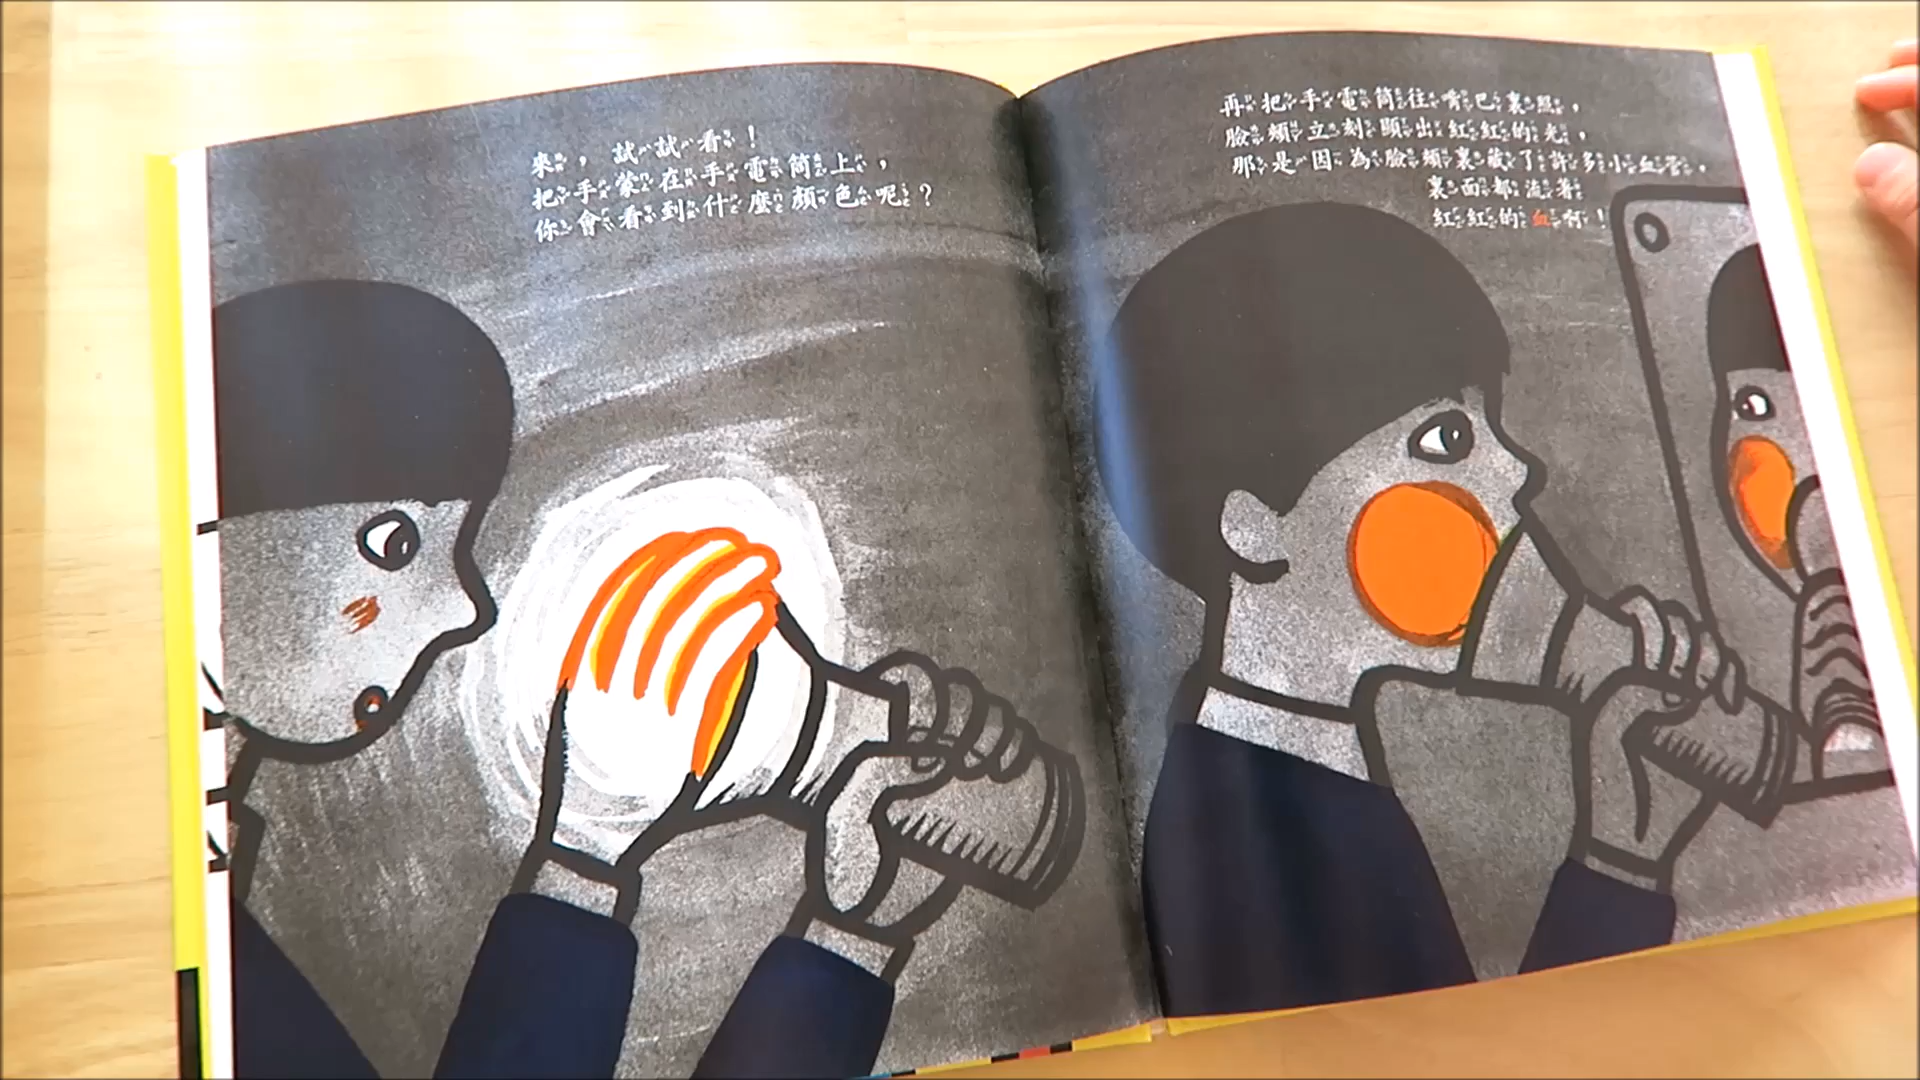 來，試試看！
把手蒙在手電筒上，
你會看到什麼顏色呢？
再把手電筒往嘴巴裏照，
臉頰立刻顯出紅紅的光，
那是因為臉頰裏藏了許多小血管，
裏面都流著
紅紅的血啊！